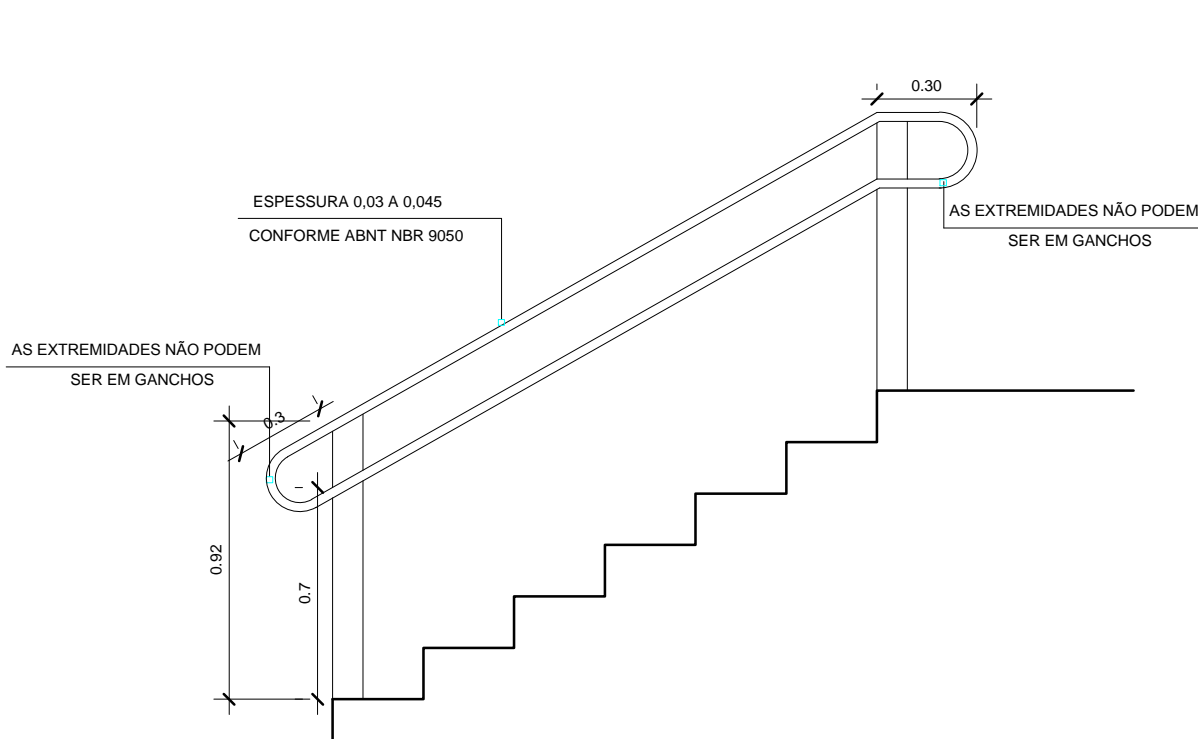 0.30
ESPESSURA 0,03 A 0,045
CONFORME ABNT NBR 9050
AS EXTREMIDADES NÃO PODEM
SER EM GANCHOS
AS EXTREMIDADES NÃO PODEM
SER EM GANCHOS
0.3
0.92
0.7